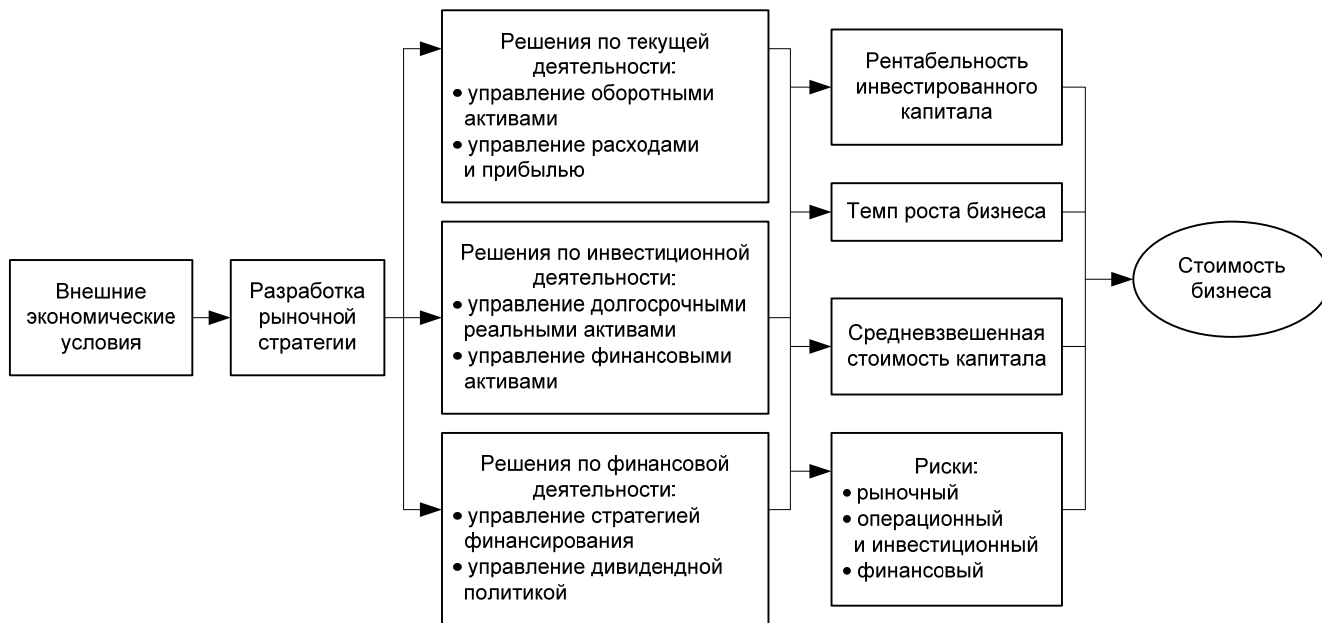 Внешние
экономические
условия
Разработка
рыночной
стратегии
Решения по текущей
деятельности:
• управление оборотными
активами
• управление расходами
и прибылью
Решения по инвестиционной
деятельности:
• управление долгосрочными
реальными активами
• управление финансовыми
активами
Решения по финансовой
деятельности:
• управление стратегией
финансирования
• управление дивидендной
политикой
Рентабельность
инвестированного
капитала
Темп роста бизнеса
Средневзвешенная
стоимость капитала
Риски:
• рыночный
• операционный
и инвестиционный
• финансовый
Стоимость
бизнеса